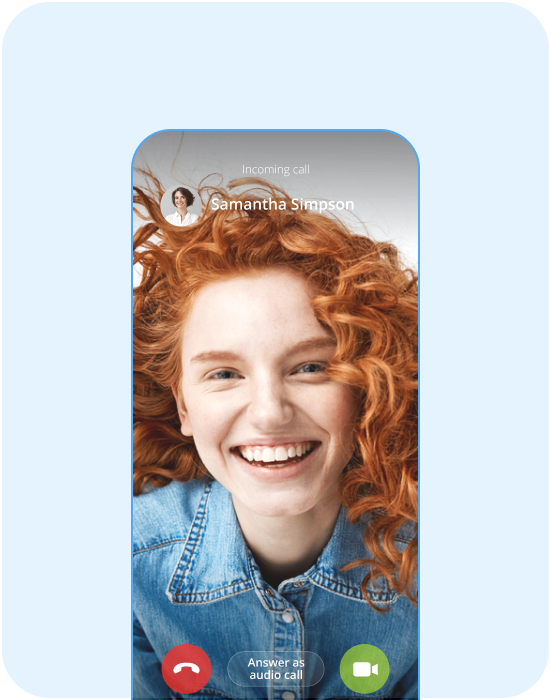 Incoming call
Samantha Simpson
Answer as
audio call